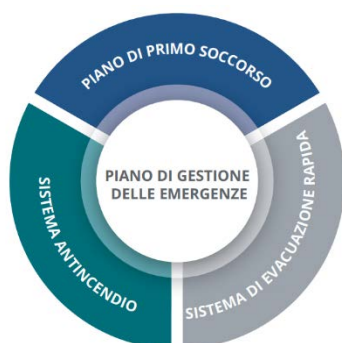 PIANO DI PRIMO SOCCORSO
PIANO DI GESTIONE
DELLE EMERGENZE
SISTEMA ANTINCENDIO
SISTEMA DI EVACUAZIONE RAPIDA